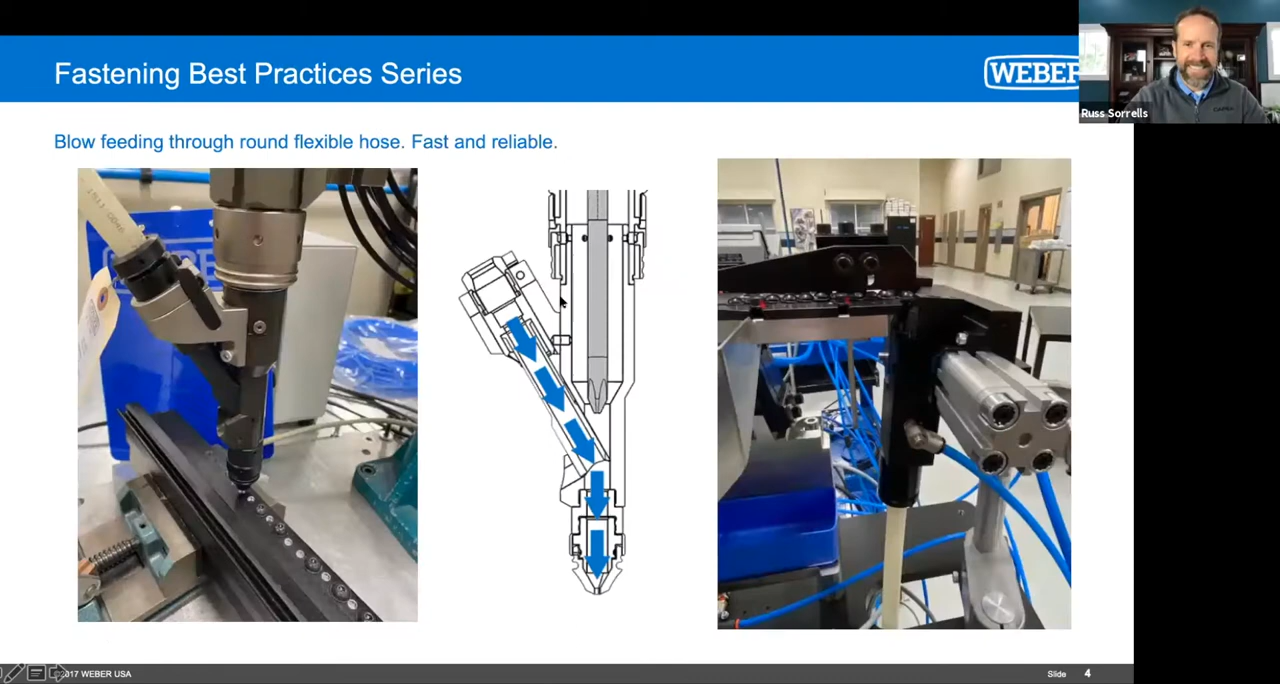 Fastening Best Practices Series
WEBER
Russ Sorrells
Blow feeding through round flexible hose. Fast and reliable.
2017 WEBER USA
Slide 4